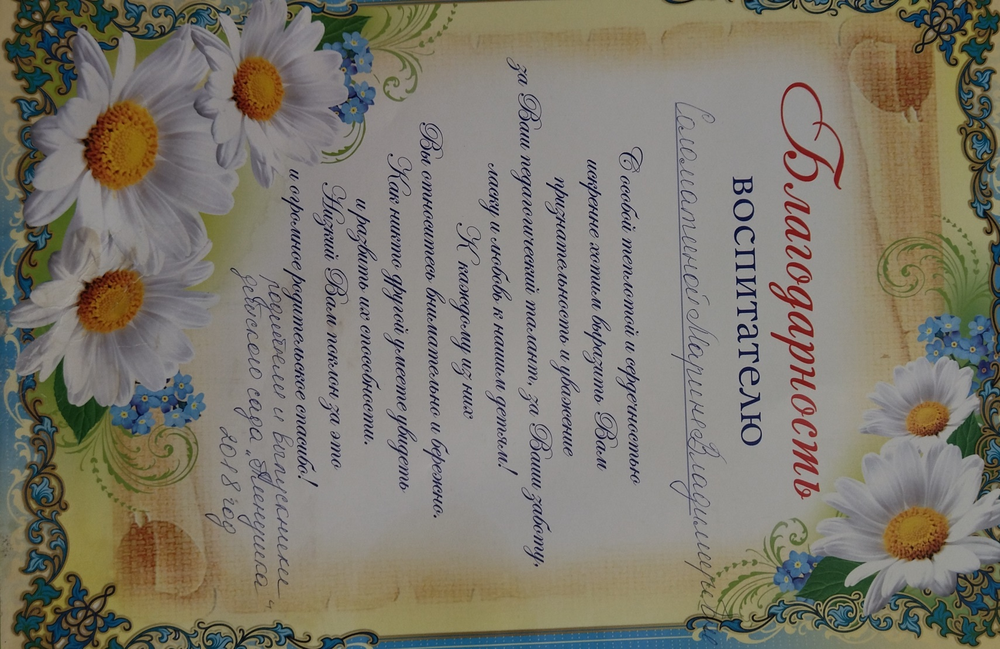 Благодарность
ВОСПИТАТЕЛЮ
Соломатиной Марине Владимировне
С особой теплотой и сердечностью
искренне хотим выразить Вам
признательность и уважение
за Ваш педагогический талант, за Вашу заботу,
ласку и любовь к нашим детям!
К каждому из них
Вы относитесь внимательно и бережно.
Как никто другой умеете увидеть
и развить их способности.
Низкий Вам поклон за это
и огромное родительское спасибо!
родители и выпускники
детского сада „Аленушка"
2018 год